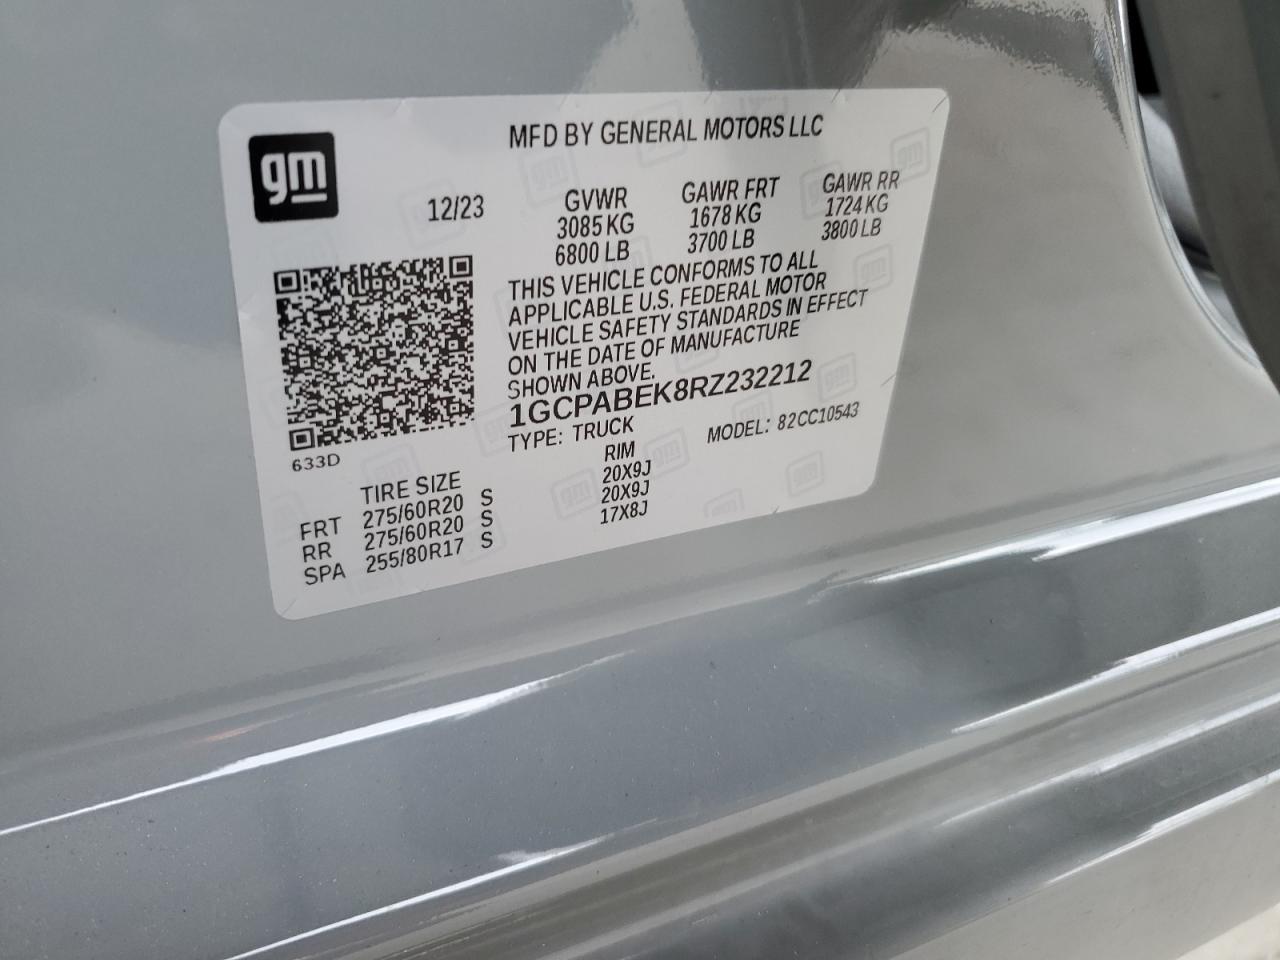 MFD BY GENERAL MOTORS LLC
gm
12/23
GVWR GAWR FRT GAWR RR
3085 KG 1678 KG 1724 KG
6800 LB 3700 LB 3800 LB
THIS VEHICLE CONFORMS TO ALL
APPLICABLE U.S. FEDERAL MOTOR
VEHICLE SAFETY STANDARDS IN EFFECT
ON THE DATE OF MANUFACTURE
SHOWN ABOVE.
1GCPABEK8RZ232212
TYPE: TRUCK MODEL: 82CC10543
633D
TIRE SIZE RIM
FRT 275/60R20 S 20X9J
RR 275/60R20 S 20X9J
SPA 255/80R17 S 17X8J